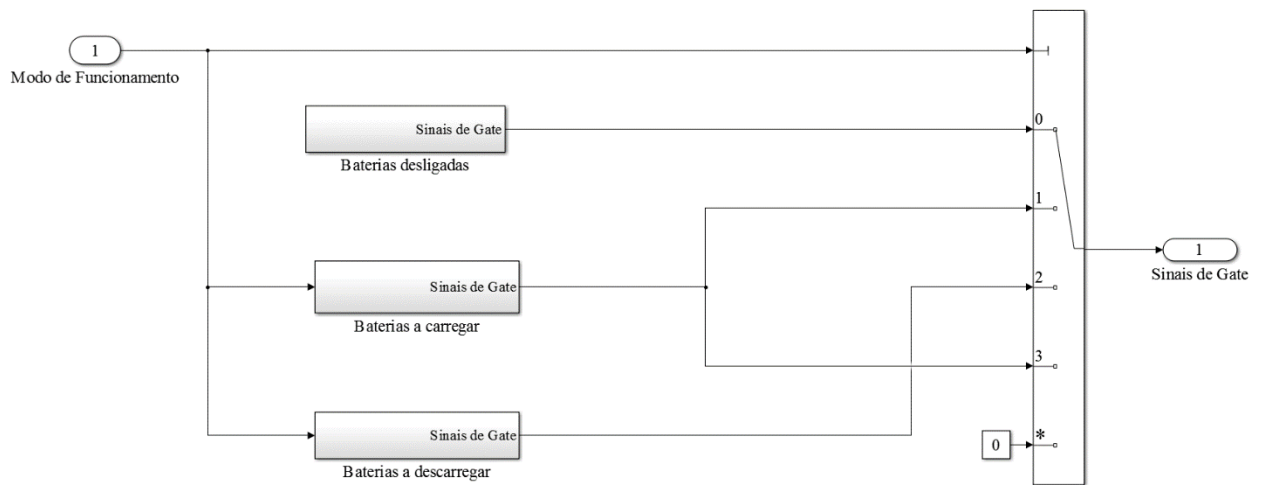 1
Modo de Funcionamento
Sinais de Gate
Baterias desligadas
0
1
Sinais de Gate
Baterias a carregar
2
1
Sinais de Gate
3
Sinais de Gate
Baterias a descarregar
0
*